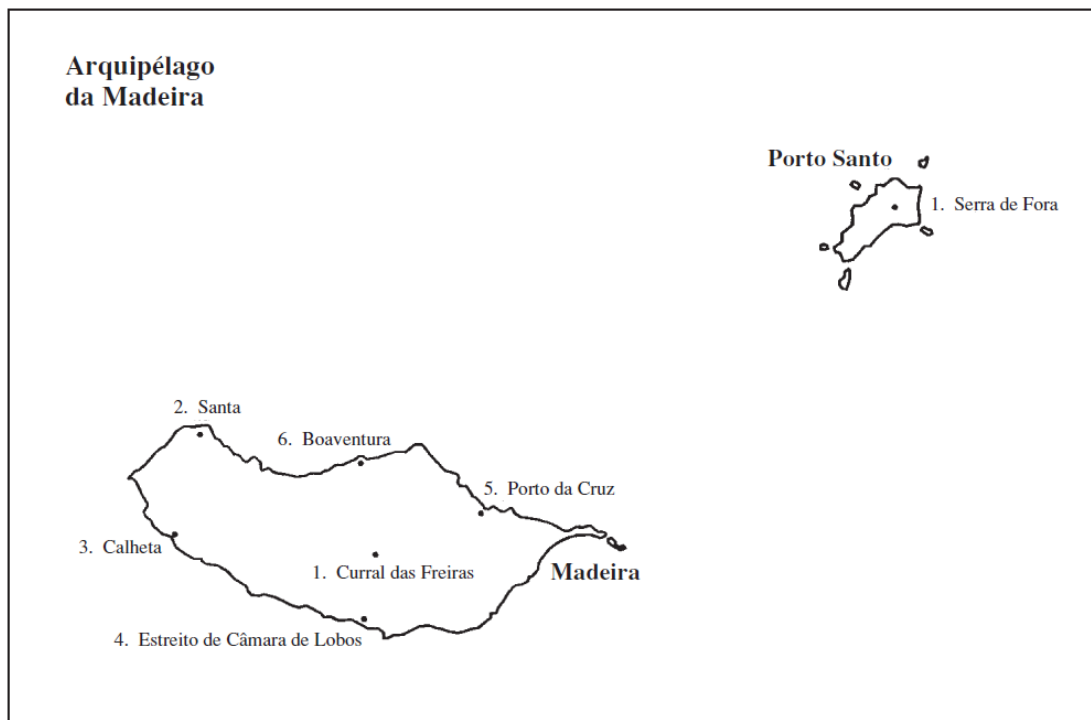 Arquipélago
da Madeira
Porto Santo
1. Serra de Fora
2. Santa
6. Boaventura
5. Porto da Cruz
3. Calheta
1. Curral das Freiras
Madeira
4. Estreito de Câmara de Lobos